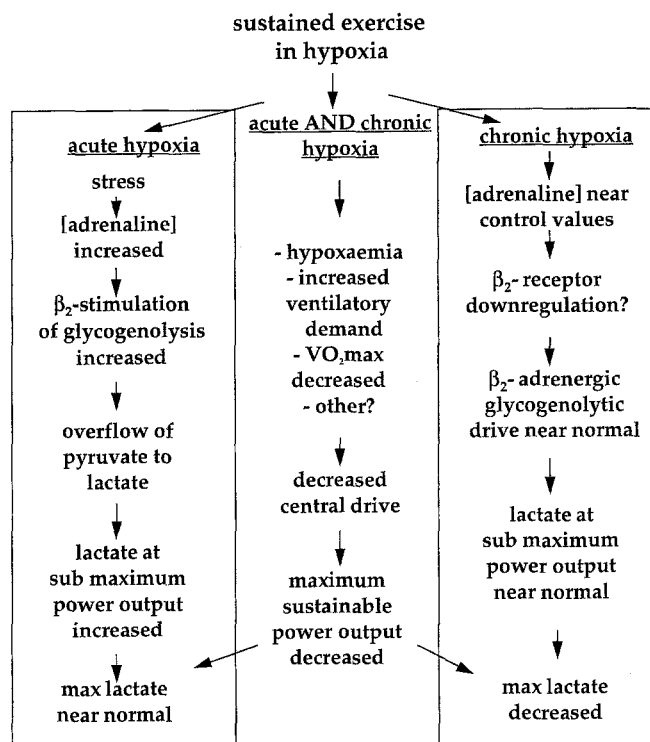 sustained exercise
in hypoxia
acute hypoxia
stress
[adrenaline]
increased
β₂-stimulation
of glycogenolysis
increased
overflow of
pyruvate to
lactate
lactate at
sub maximum
power output
increased
max lactate
near normal
acute AND chronic
hypoxia
- hypoxaemia
- increased
ventilatory
demand
- VO₂max
decreased
- other?
decreased
central drive
maximum
sustainable
power output
decreased
chronic hypoxia
[adrenaline] near
control values
β₂- receptor
downregulation?
β₂- adrenergic
glycogenolytic
drive near normal
lactate at
sub maximum
power output
near normal
max lactate
decreased